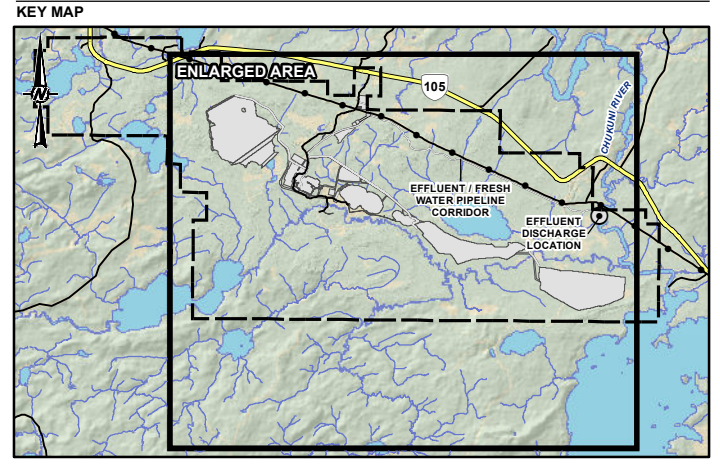 KEY MAP
N
ENLARGED AREA
105
CHUKUNI RIVER
EFFLUENT / FRESH
WATER PIPELINE
CORRIDOR
EFFLUENT
DISCHARGE
LOCATION